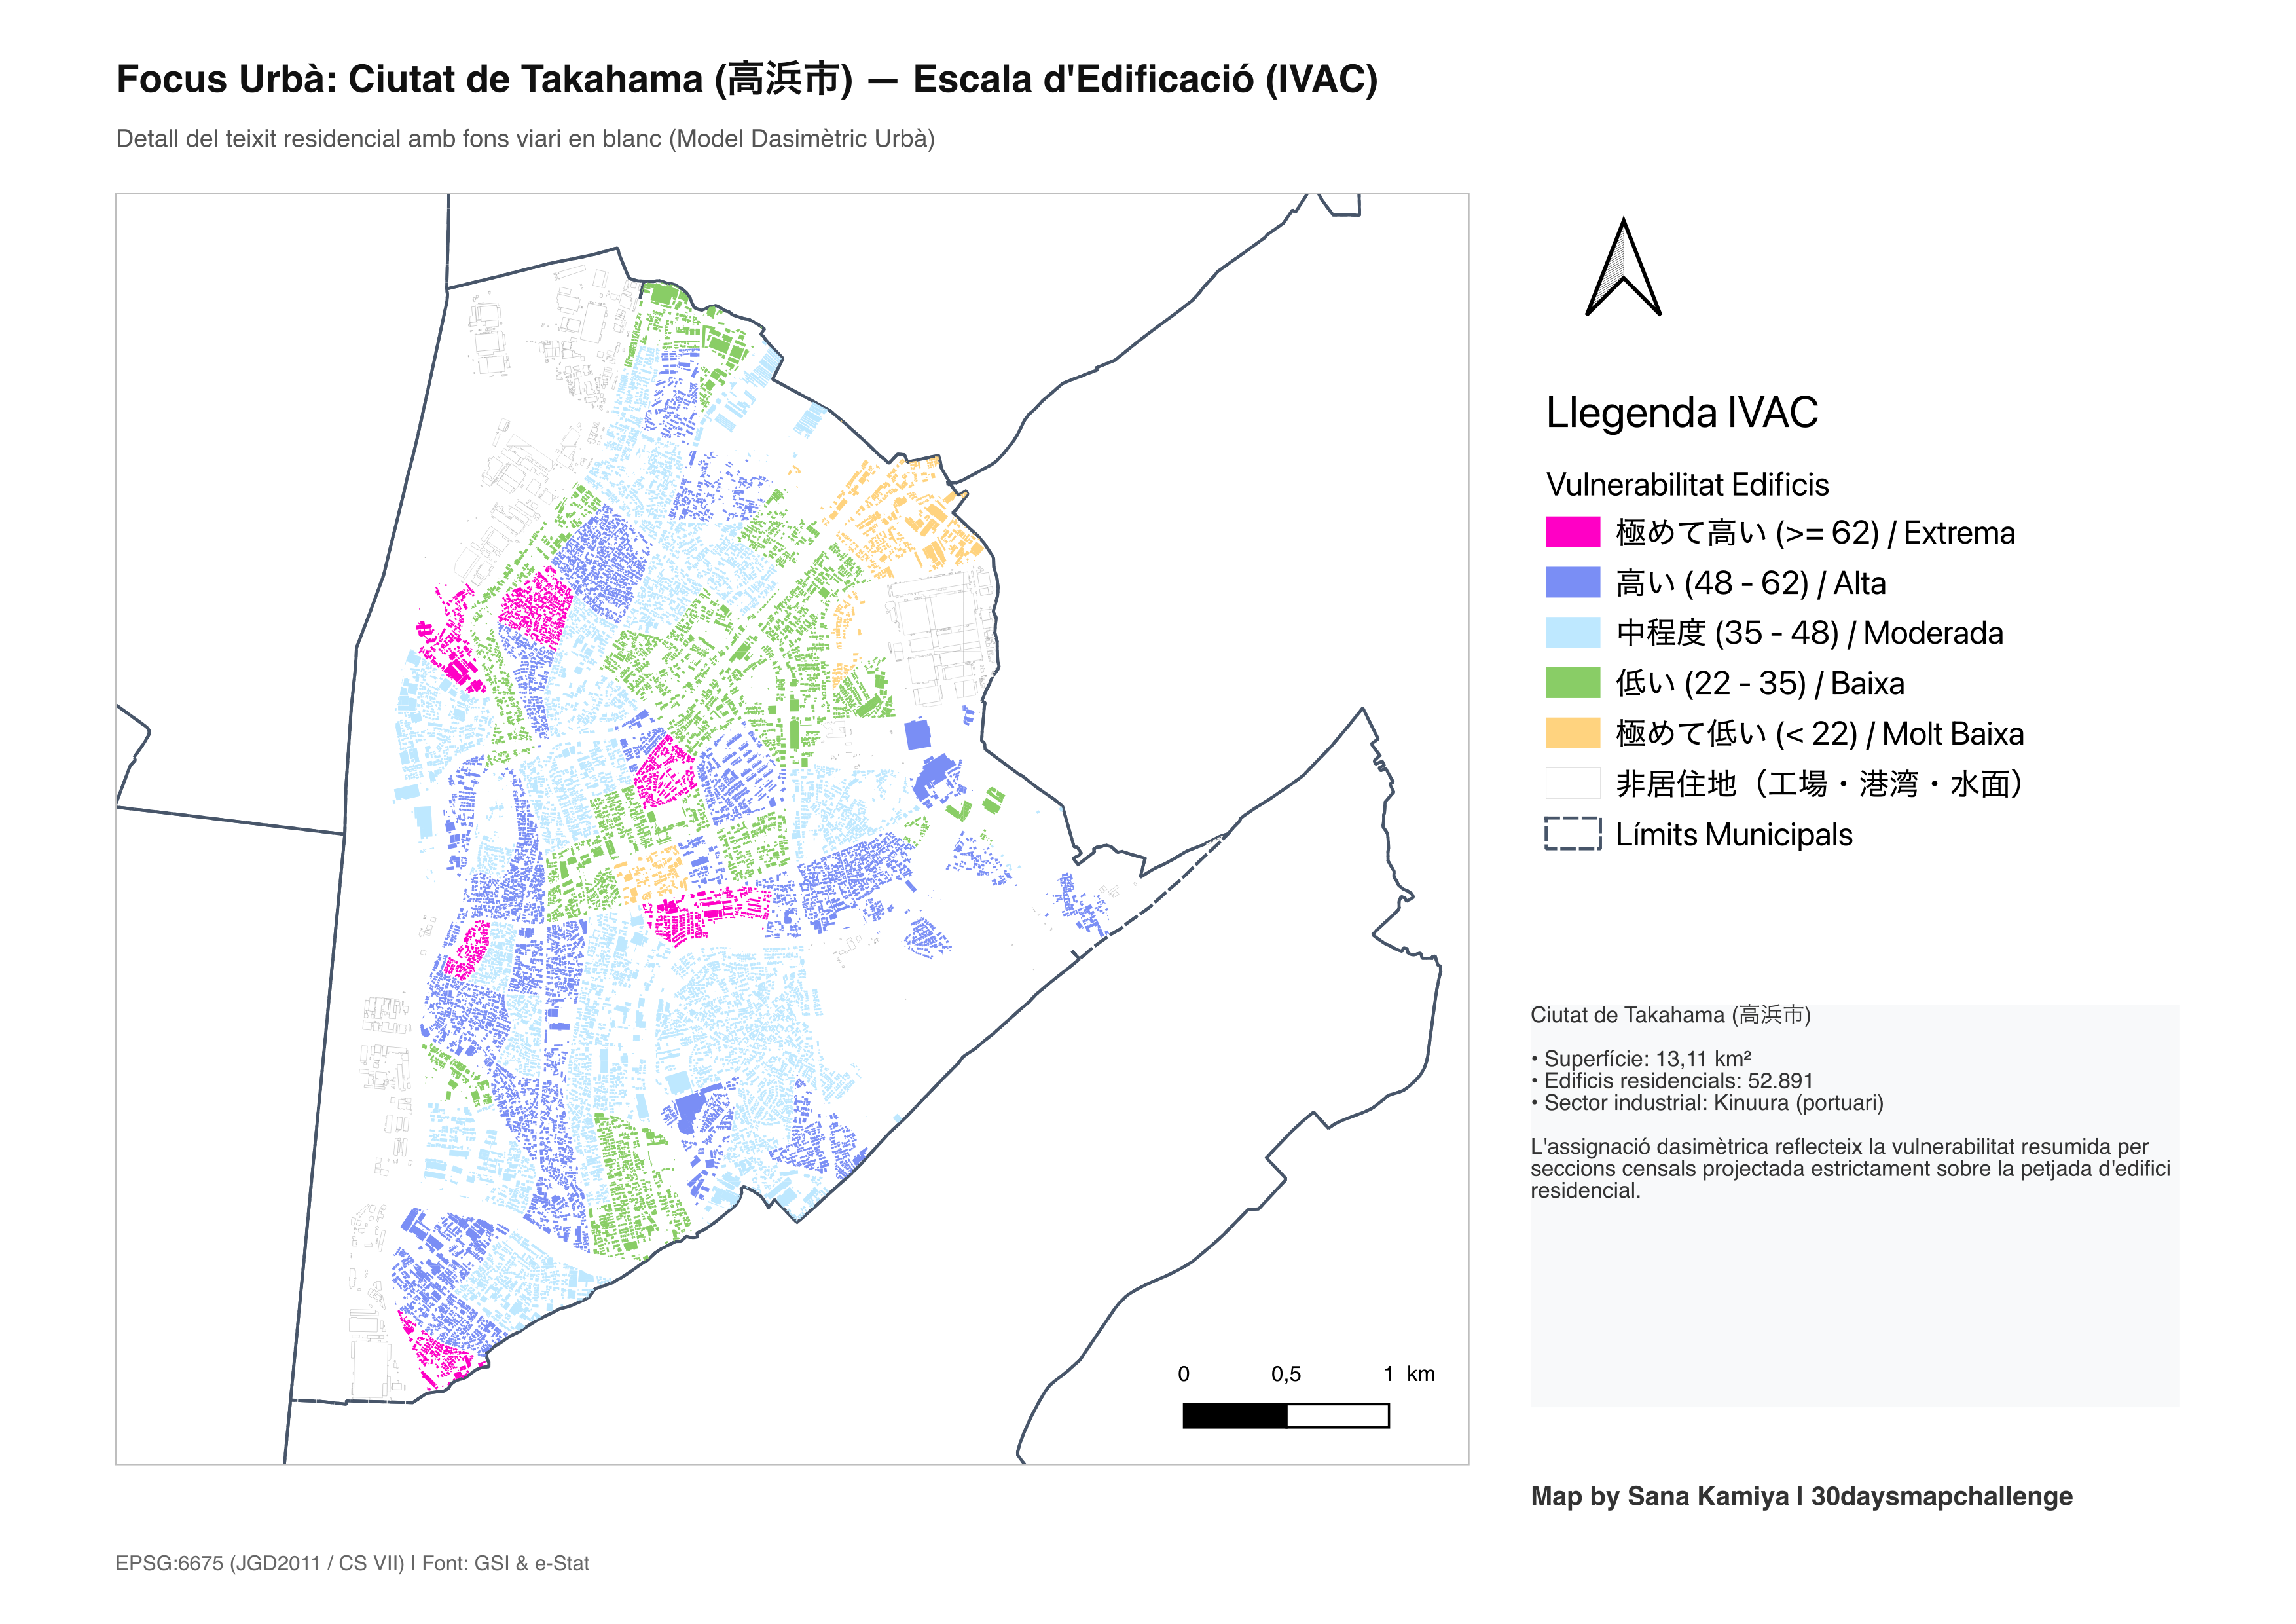 Focus Urbà: Ciutat de Takahama (高浜市) — Escala d'Edificació (IVAC)
Detall del teixit residencial amb fons viari en blanc (Model Dasimètric Urbà)
Llegenda IVAC
Vulnerabilitat Edificis
極めて高い (>= 62) / Extrema
高い (48 - 62) / Alta
中程度 (35 - 48) / Moderada
低い (22 - 35) / Baixa
極めて低い (< 22) / Molt Baixa
非居住地（工場・港湾・水面）
Límits Municipals
Ciutat de Takahama (高浜市)
• Superfície: 13,11 km²
• Edificis residencials: 52.891
• Sector industrial: Kinuura (portuari)
L'assignació dasimètrica reflecteix la vulnerabilitat resumida per
seccions censals projectada estrictament sobre la petjada d'edifici
residencial.
0 0,5 1 km
Map by Sana Kamiya | 30daysmapchallenge
EPSG:6675 (JGD2011 / CS VII) | Font: GSI & e-Stat